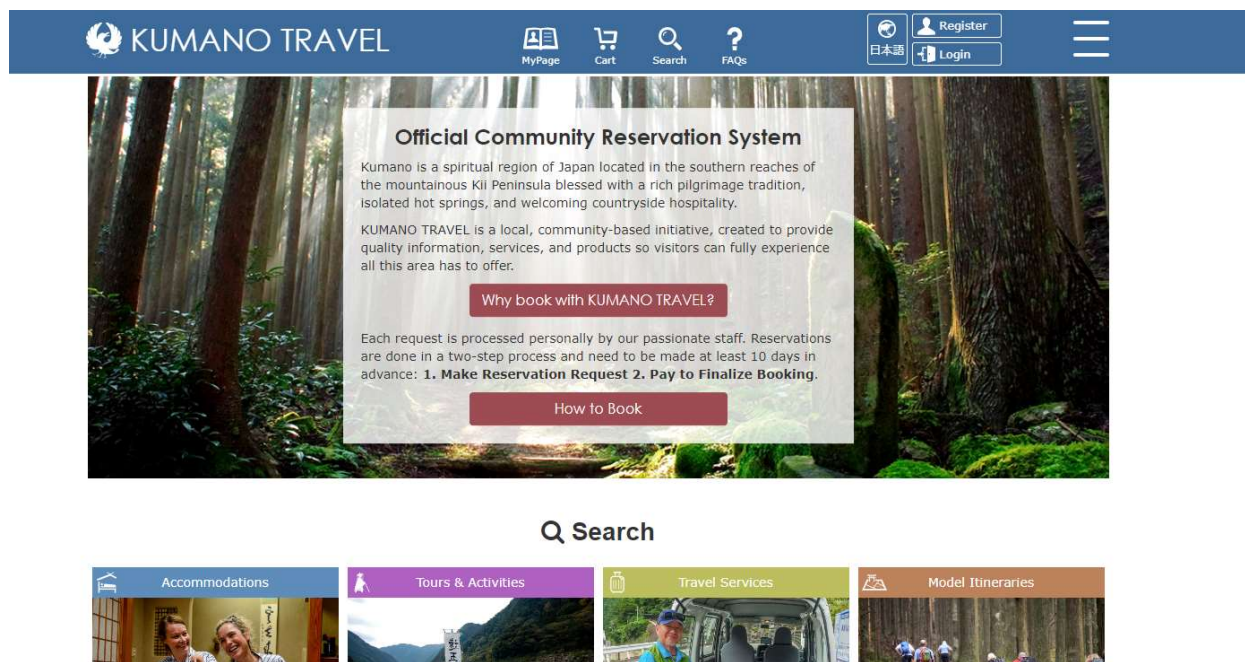 KUMANO TRAVEL
MyPage
Cart
Search
FAQs
日本語
Register
Login
Official Community Reservation System
Kumano is a spiritual region of Japan located in the southern reaches of
the mountainous Kii Peninsula blessed with a rich pilgrimage tradition,
isolated hot springs, and welcoming countryside hospitality.
KUMANO TRAVEL is a local, community-based initiative, created to provide
quality information, services, and products so visitors can fully experience
all this area has to offer.
Why book with KUMANO TRAVEL?
Each request is processed personally by our passionate staff. Reservations
are done in a two-step process and need to be made at least 10 days in
advance: 1. Make Reservation Request 2. Pay to Finalize Booking.
How to Book
Search
Accommodations
Tours & Activities
Travel Services
Model Itineraries